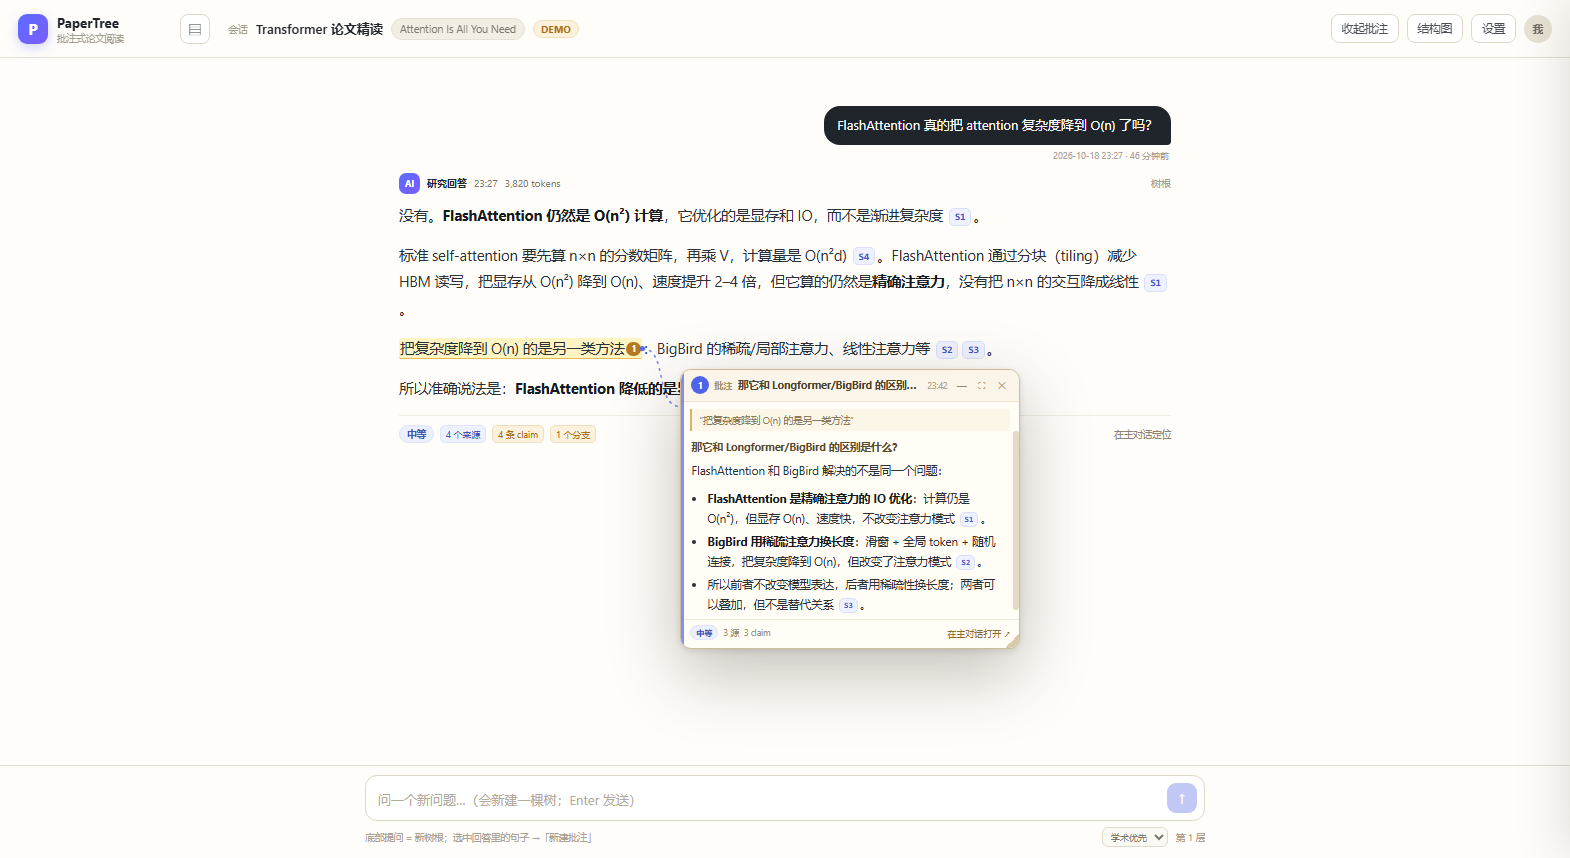 P PaperTree
批注式论文阅读
会话 Transformer 论文精读 Attention Is All You Need DEMO
收起批注 结构图 设置 我
FlashAttention 真的把 attention 复杂度降到 O(n) 了吗?
2026-10-18 23:27 · 46 分钟前
AI 研究回答 23:27 3,820 tokens 树根
没有。FlashAttention 仍然是 O(n²) 计算，它优化的是显存和 IO，而不是渐进复杂度 S1 。
标准 self-attention 要先算 n×n 的分数矩阵，再乘 V，计算量是 O(n²d) S4 。FlashAttention 通过分块（tiling）减少
HBM 读写，把显存从 O(n²) 降到 O(n)、速度提升 2–4 倍，但它算的仍然是精确注意力，没有把 n×n 的交互降成线性 S1
。
把复杂度降到 O(n) 的是另一类方法 1 ：BigBird 的稀疏/局部注意力、线性注意力等 S2 S3 。
所以准确说法是：FlashAttention 降低的是
中等 4 个来源 4 条 claim 1 个分支 在主对话定位
1 批注 那它和 Longformer/BigBird 的区别... 23:42
"把复杂度降到 O(n) 的是另一类方法"
那它和 Longformer/BigBird 的区别是什么?
FlashAttention 和 BigBird 解决的不是同一个问题：
• FlashAttention 是精确注意力的 IO 优化：计算仍是
O(n²)，但显存 O(n)、速度快，不改变注意力模式 S1 。
• BigBird 用稀疏注意力换长度：滑窗 + 全局 token + 随机
连接，把复杂度降到 O(n)，但改变了注意力模式 S2 。
• 所以前者不改变模型表达，后者用稀疏性换长度；两者可
以叠加，但不是替代关系 S3 。
中等 3 源 3 claim 在主对话打开 ↗
问一个新问题...（会新建一棵树；Enter 发送）
↑
底部提问 = 新树根；选中回答里的句子 → 「新建批注」
学术优先 第 1 层